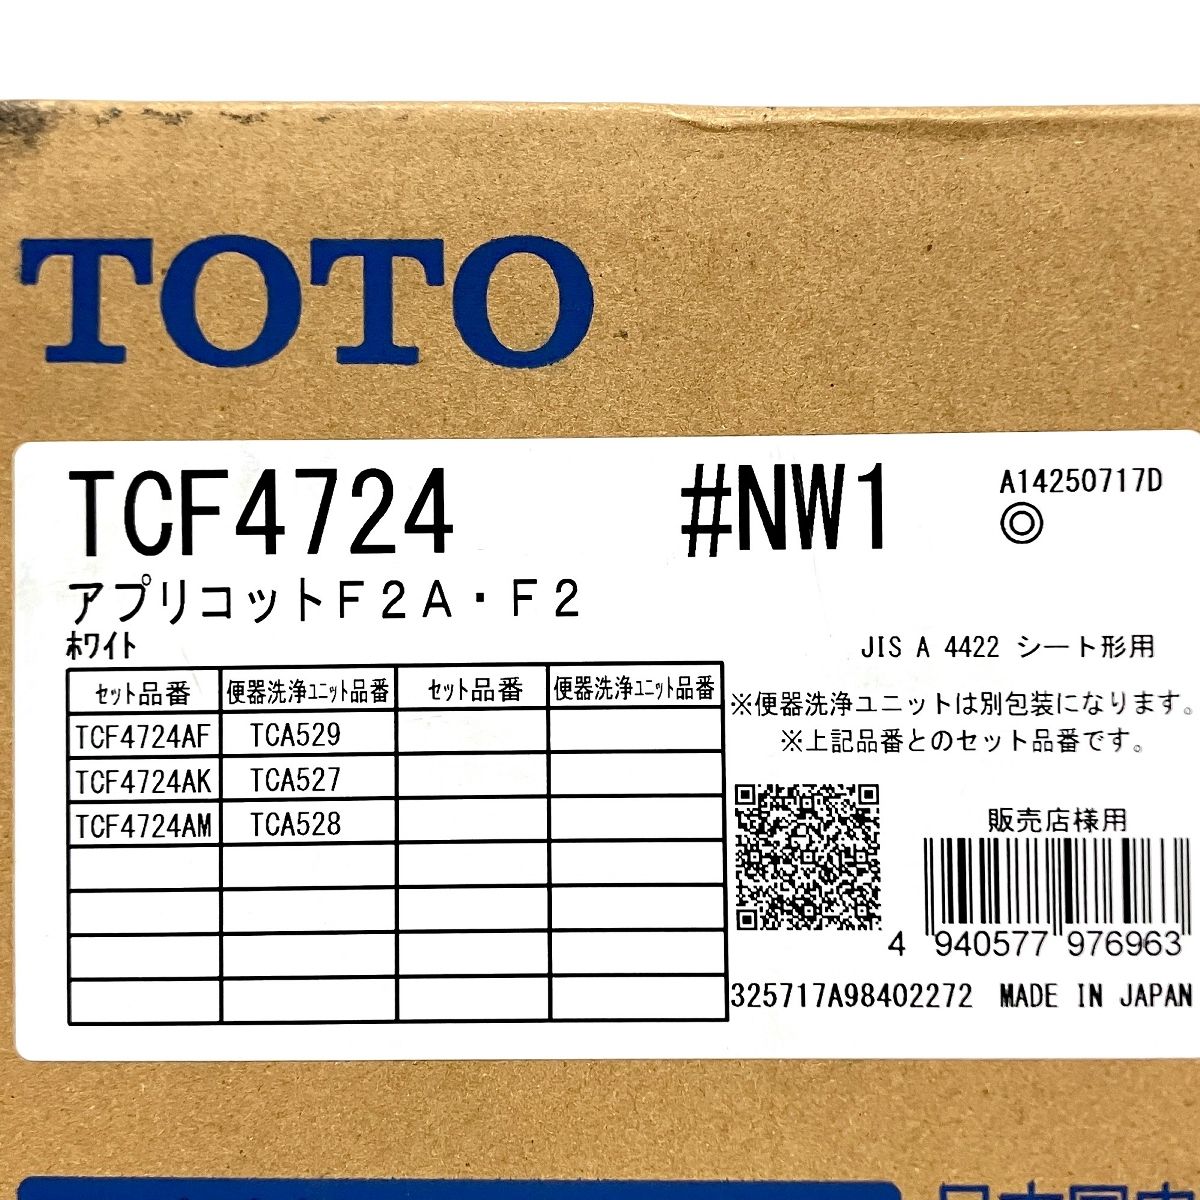 TOTO
TCF4724 #NW1 A14250717D
アプリコットF2A・F2
ホワイト
JIS A 4422 シート形用
セット品番 便器洗浄ユニット品番 セット品番 便器洗浄ユニット品番
TCF4724AF TCA529
TCF4724AK TCA527
TCF4724AM TCA528
※便器洗浄ユニットは別包装になります。
※上記品番とのセット品番です。
販売店様用
4 940577 976963
325717A98402272 MADE IN JAPAN